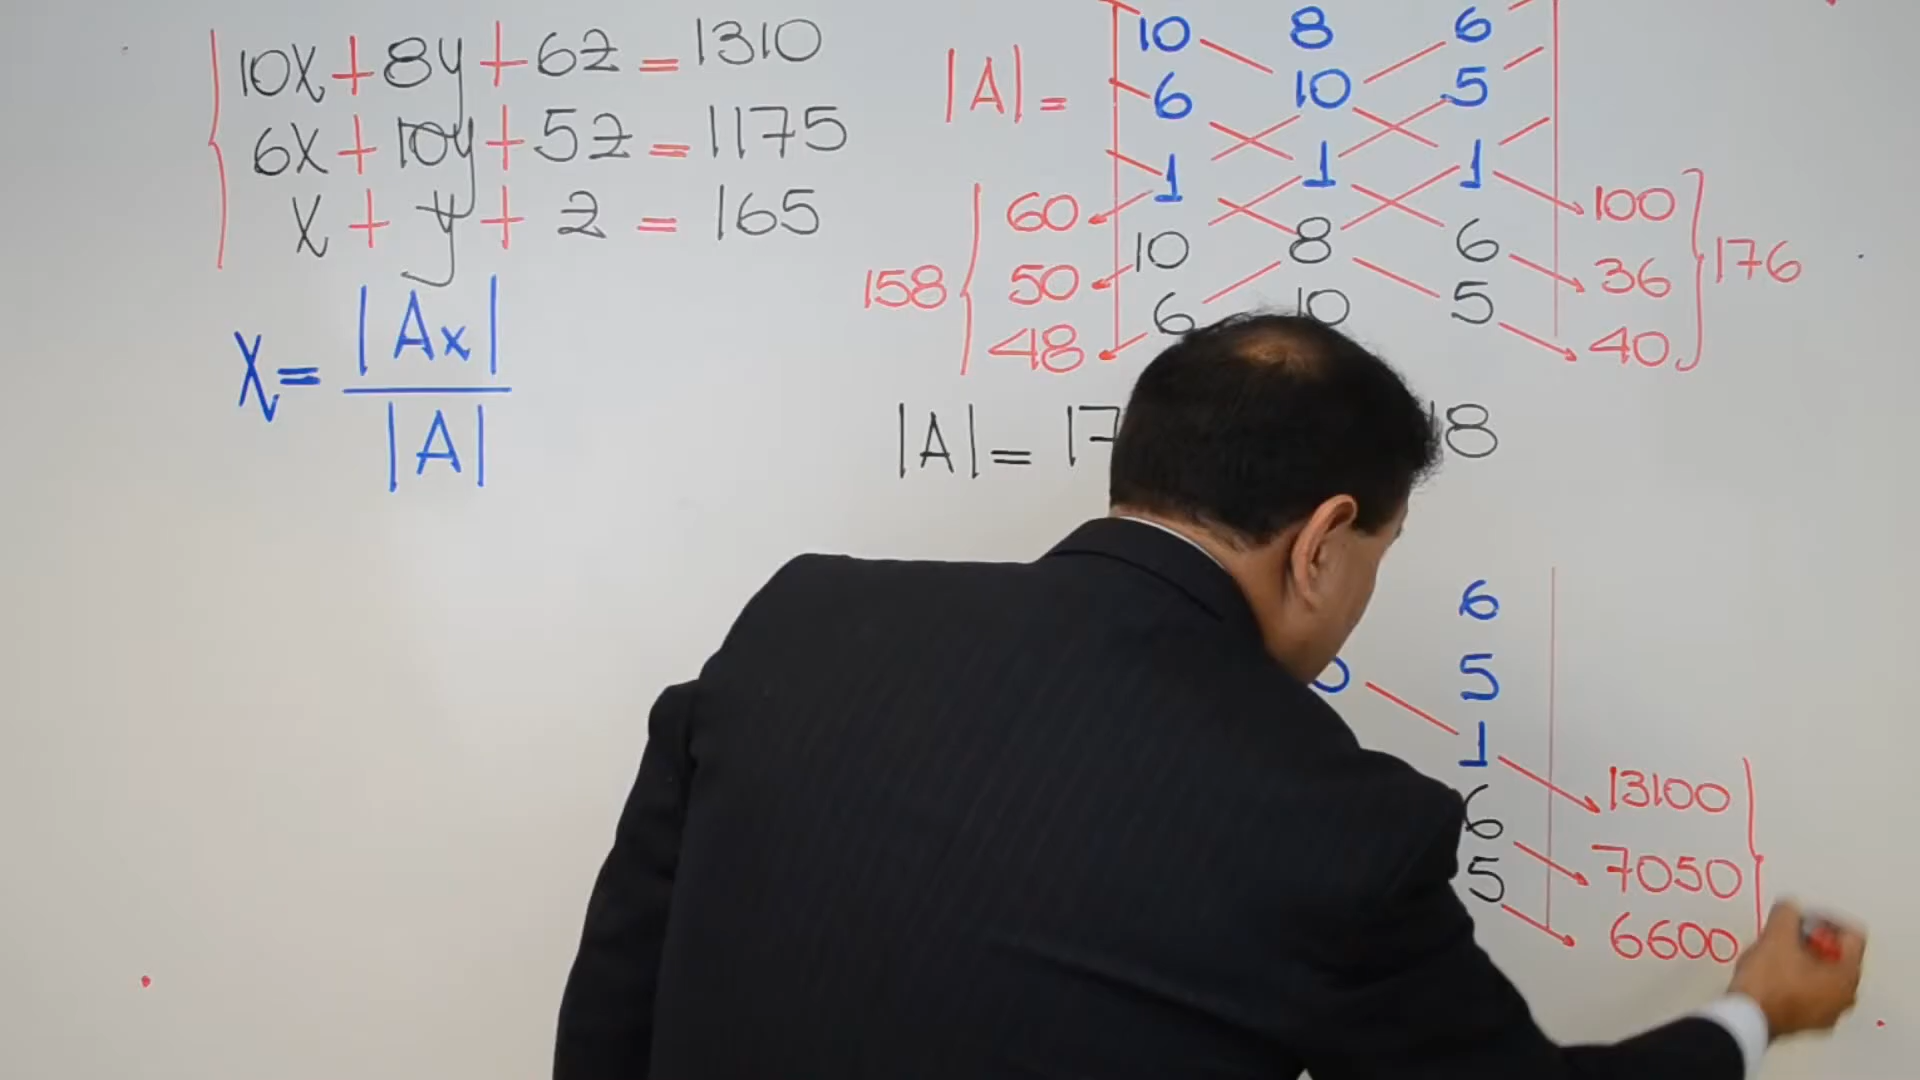 10x+8y+6z=1310
6x+10y+5z=1175
x+y+z=165
x=|Ax|
|A|
10 8 6
|A|= 6 10 5
1 1 1
60 10 8 6 100
158 50 6 10 5 36 176
48 40
|A|= 17 18
6
5
1
6 13100
5 7050
6600